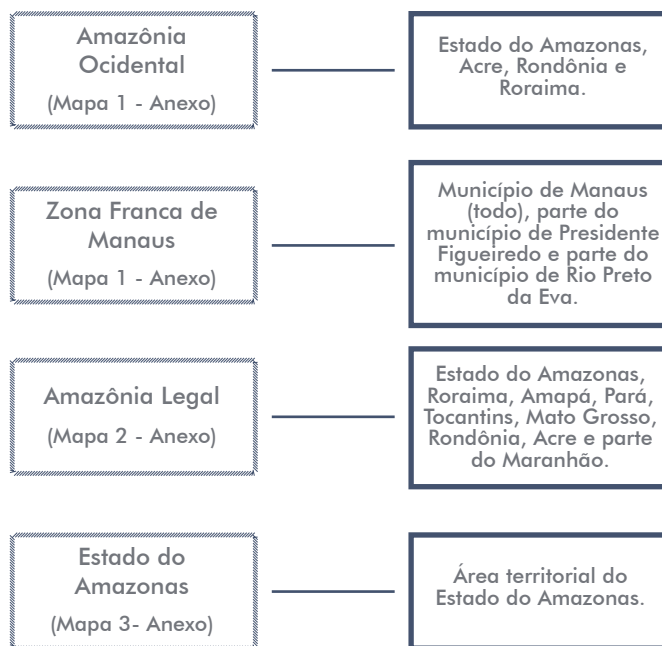 Amazônia
Ocidental
(Mapa 1 - Anexo)
Estado do Amazonas,
Acre, Rondônia e
Roraima.
Zona Franca de
Manaus
(Mapa 1 - Anexo)
Município de Manaus
(todo), parte do
município de Presidente
Figueiredo e parte do
município de Rio Preto
da Eva.
Amazônia Legal
(Mapa 2 - Anexo)
Estado do Amazonas,
Roraima, Amapá, Pará,
Tocantins, Mato Grosso,
Rondônia, Acre e parte
do Maranhão.
Estado do
Amazonas
(Mapa 3- Anexo)
Área territorial do
Estado do Amazonas.